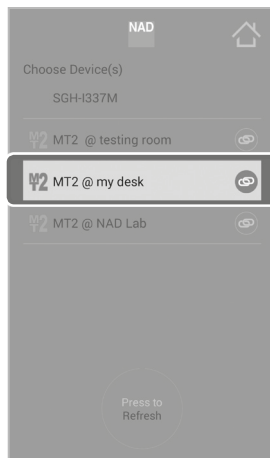 NAD
Choose Device(s)
SGH-I337M
MT2 @ testing room
MT2 @ my desk
MT2 @ NAD Lab
Press to
Refresh